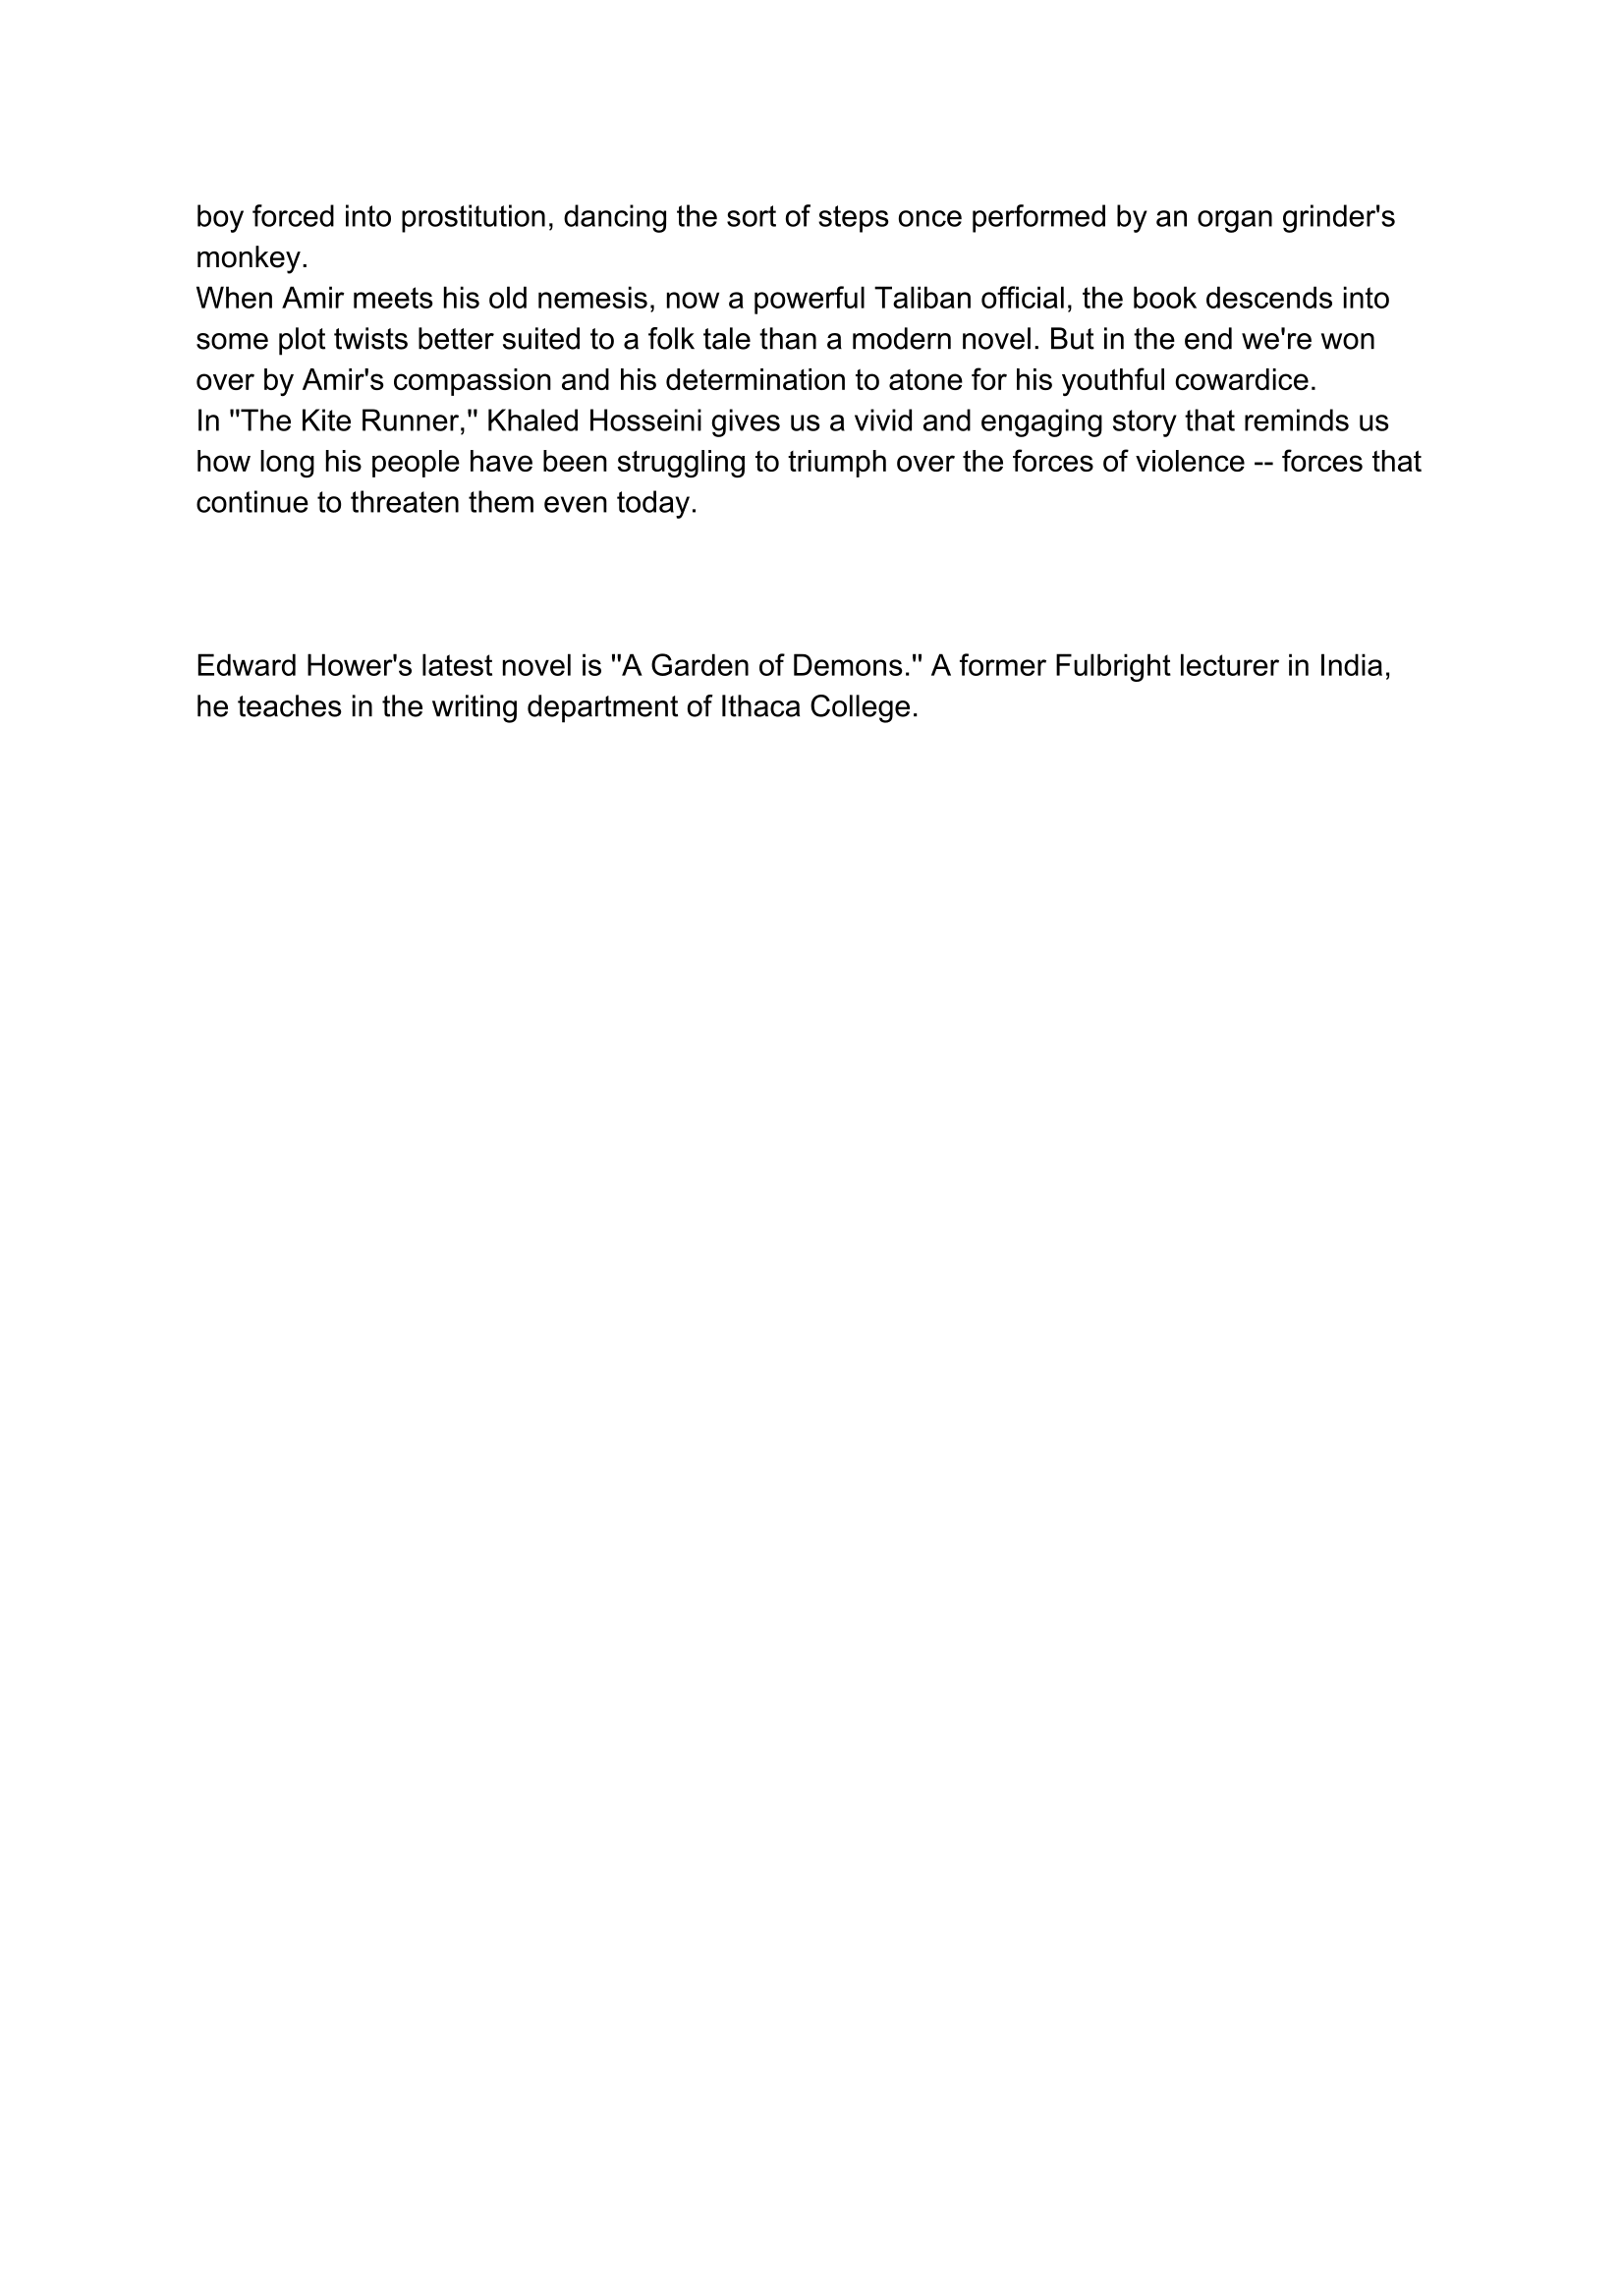 boy forced into prostitution, dancing the sort of steps once performed by an organ grinder's
monkey.
When Amir meets his old nemesis, now a powerful Taliban official, the book descends into
some plot twists better suited to a folk tale than a modern novel. But in the end we're won
over by Amir's compassion and his determination to atone for his youthful cowardice.
In ''The Kite Runner,'' Khaled Hosseini gives us a vivid and engaging story that reminds us
how long his people have been struggling to triumph over the forces of violence -- forces that
continue to threaten them even today.
Edward Hower's latest novel is ''A Garden of Demons.'' A former Fulbright lecturer in India,
he teaches in the writing department of Ithaca College.